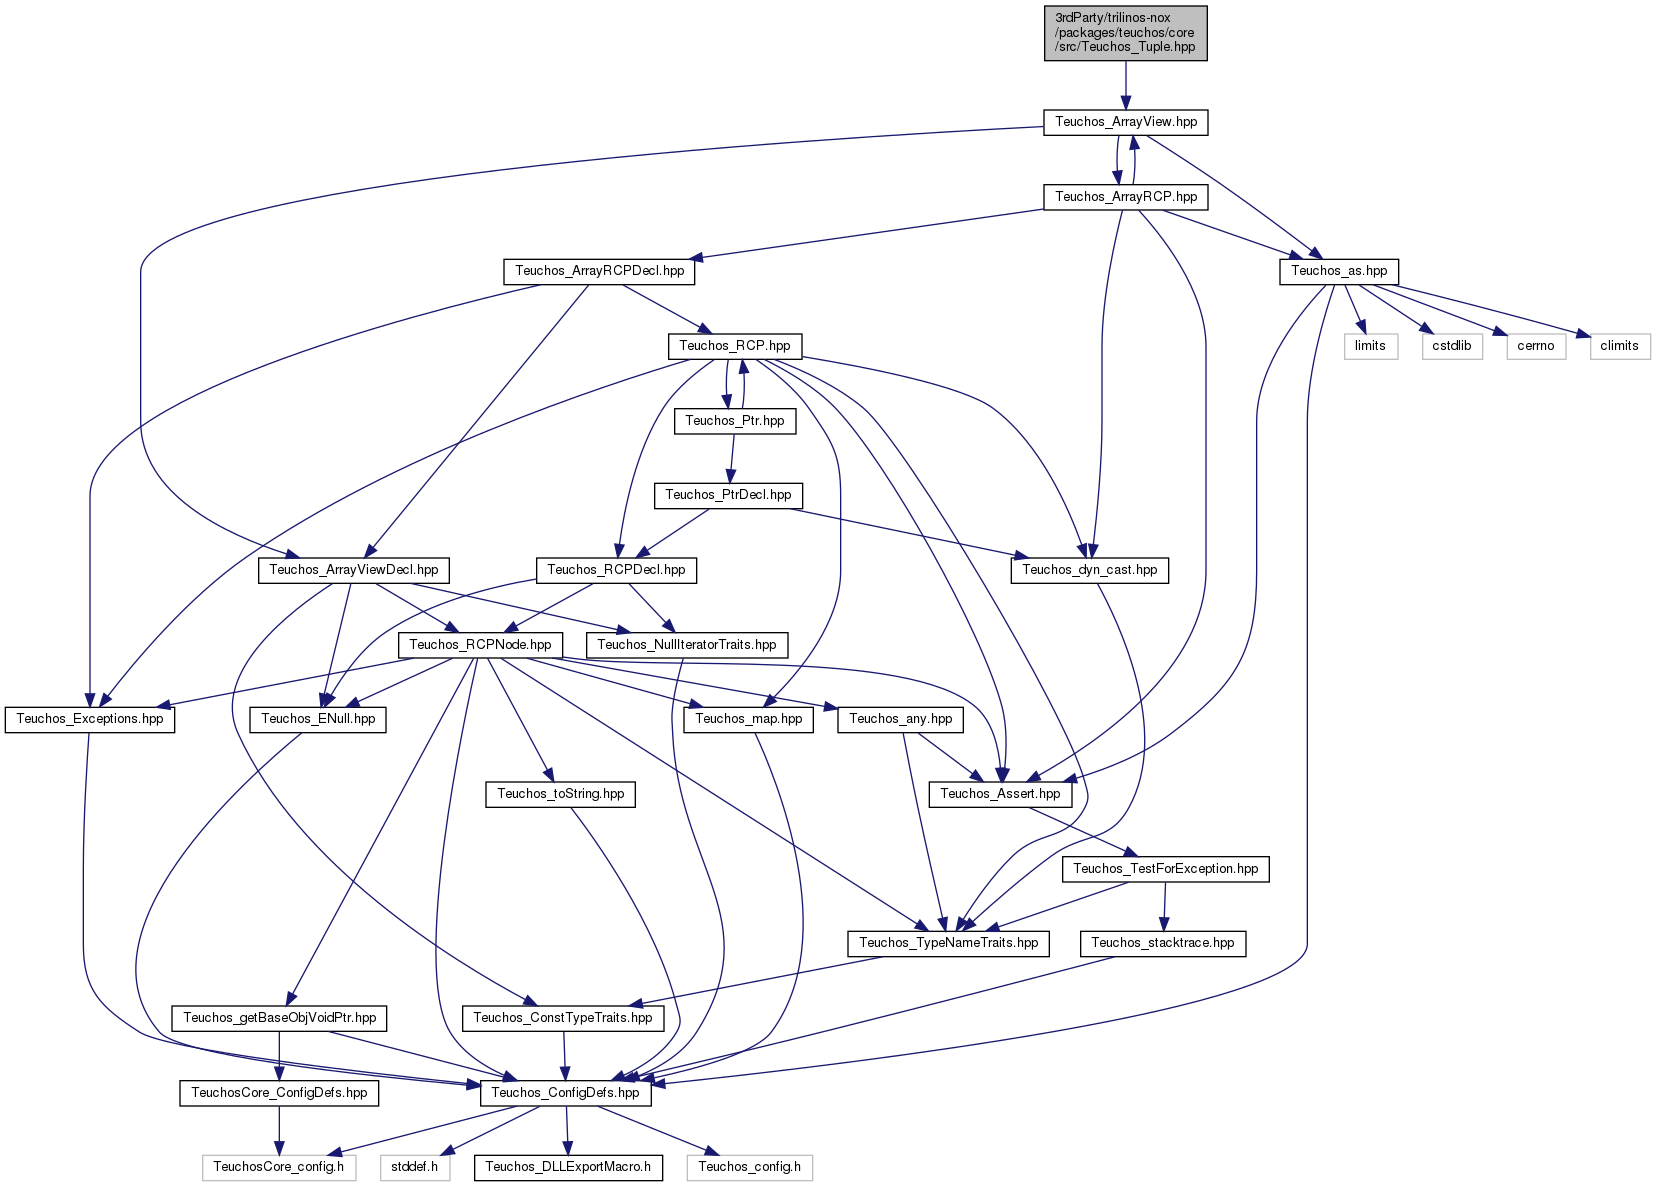 3rdParty/trilinos-nox
/packages/teuchos/core
/src/Teuchos_Tuple.hpp
Teuchos_ArrayView.hpp
Teuchos_ArrayRCP.hpp
Teuchos_ArrayRCPDecl.hpp
Teuchos_as.hpp
Teuchos_RCP.hpp
limits
cstdlib
cerrno
climits
Teuchos_Ptr.hpp
Teuchos_PtrDecl.hpp
Teuchos_ArrayViewDecl.hpp
Teuchos_RCPDecl.hpp
Teuchos_dyn_cast.hpp
Teuchos_RCPNode.hpp
Teuchos_NullIteratorTraits.hpp
Teuchos_Exceptions.hpp
Teuchos_ENull.hpp
Teuchos_map.hpp
Teuchos_any.hpp
Teuchos_toString.hpp
Teuchos_Assert.hpp
Teuchos_TestForException.hpp
Teuchos_TypeNameTraits.hpp
Teuchos_stacktrace.hpp
Teuchos_getBaseObjVoidPtr.hpp
Teuchos_ConstTypeTraits.hpp
TeuchosCore_ConfigDefs.hpp
Teuchos_ConfigDefs.hpp
TeuchosCore_config.h
stddef.h
Teuchos_DLLExportMacro.h
Teuchos_config.h